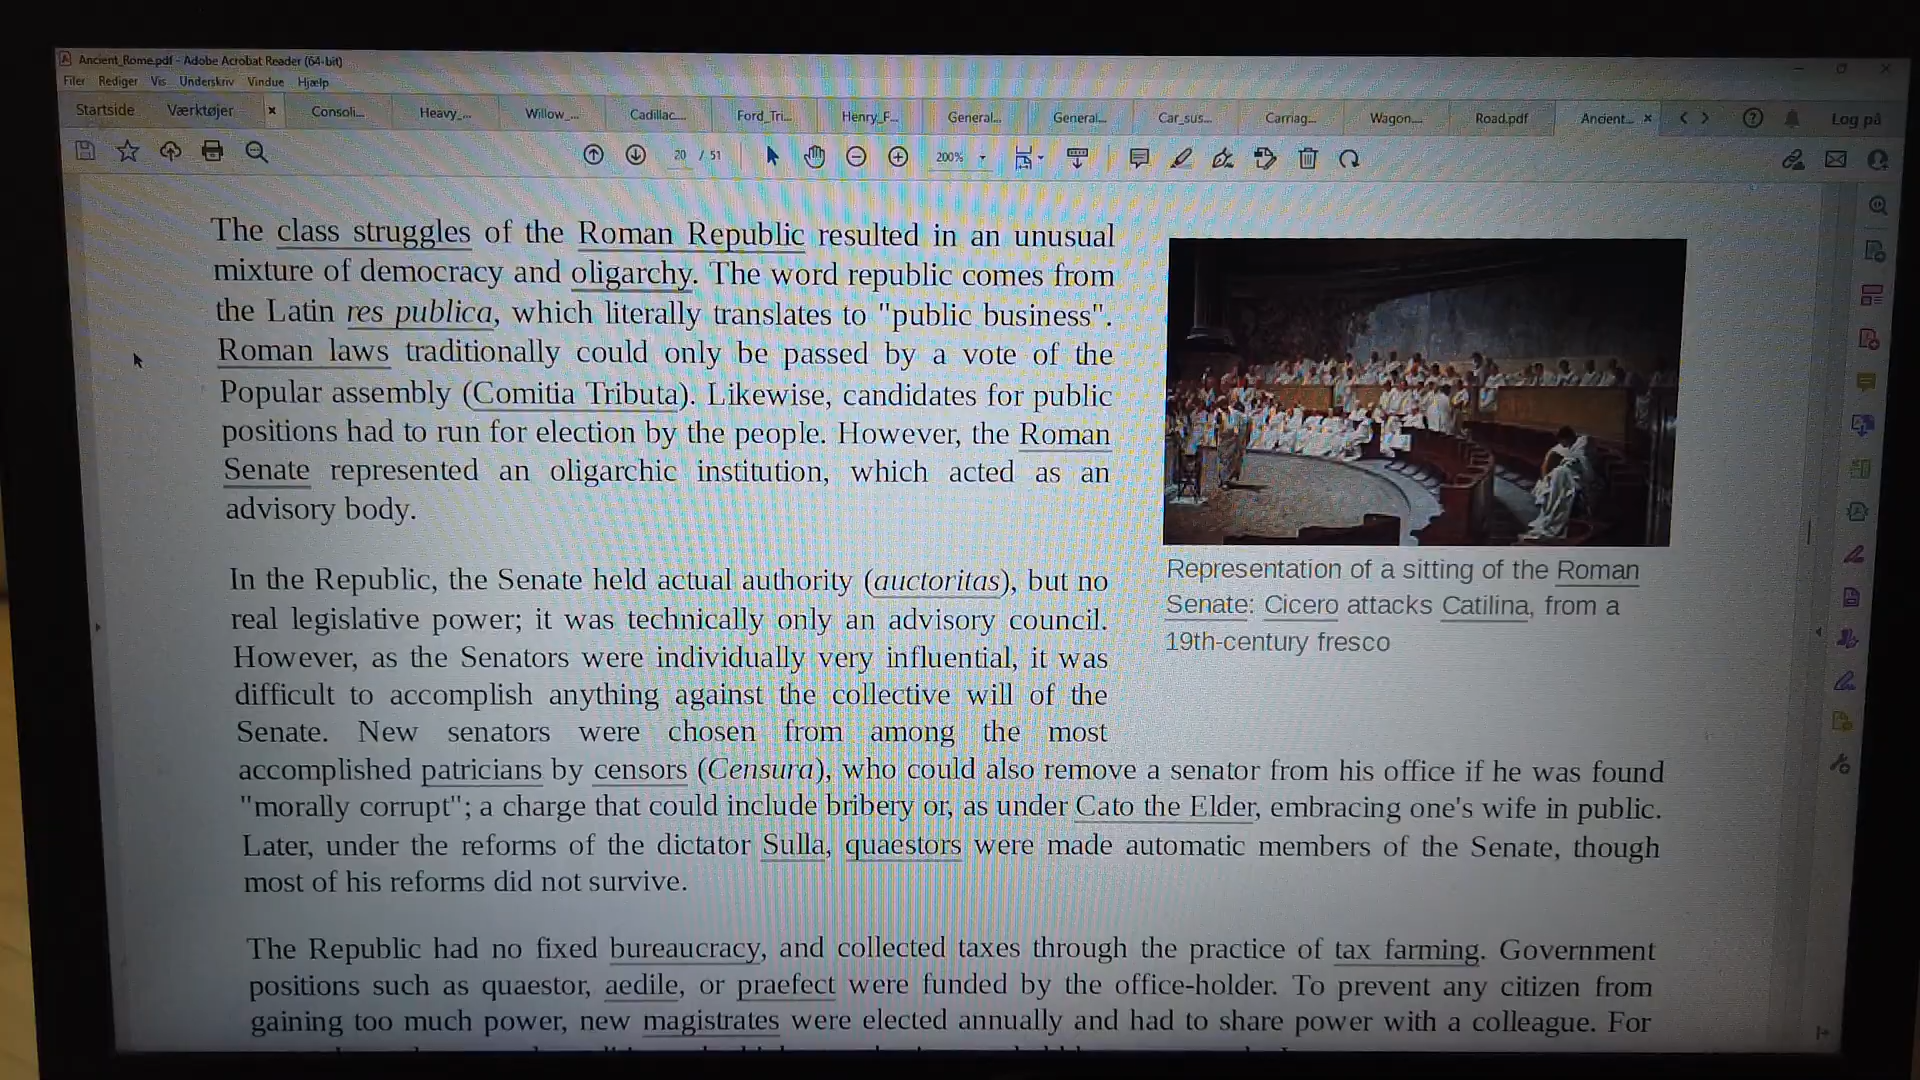 Ancient_Rome.pdf - Adobe Acrobat Reader (64-bit)
Filer Rediger Vis Underskriv Vindue Hjælp
Startside Værktøjer Consoli... Heavy_... Willow_... Cadillac... Ford_Tri... Henry_F... General... General... Car_sus... Carriag... Wagon... Road.pdf Ancient... Log på
20 / 51 200%
The class struggles of the Roman Republic resulted in an unusual
mixture of democracy and oligarchy. The word republic comes from
the Latin res publica, which literally translates to "public business".
Roman laws traditionally could only be passed by a vote of the
Popular assembly (Comitia Tributa). Likewise, candidates for public
positions had to run for election by the people. However, the Roman
Senate represented an oligarchic institution, which acted as an
advisory body.
Representation of a sitting of the Roman
Senate: Cicero attacks Catilina, from a
19th-century fresco
In the Republic, the Senate held actual authority (auctoritas), but no
real legislative power; it was technically only an advisory council.
However, as the Senators were individually very influential, it was
difficult to accomplish anything against the collective will of the
Senate. New senators were chosen from among the most
accomplished patricians by censors (Censura), who could also remove a senator from his office if he was found
"morally corrupt"; a charge that could include bribery or, as under Cato the Elder, embracing one's wife in public.
Later, under the reforms of the dictator Sulla, quaestors were made automatic members of the Senate, though
most of his reforms did not survive.
The Republic had no fixed bureaucracy, and collected taxes through the practice of tax farming. Government
positions such as quaestor, aedile, or praefect were funded by the office-holder. To prevent any citizen from
gaining too much power, new magistrates were elected annually and had to share power with a colleague. For